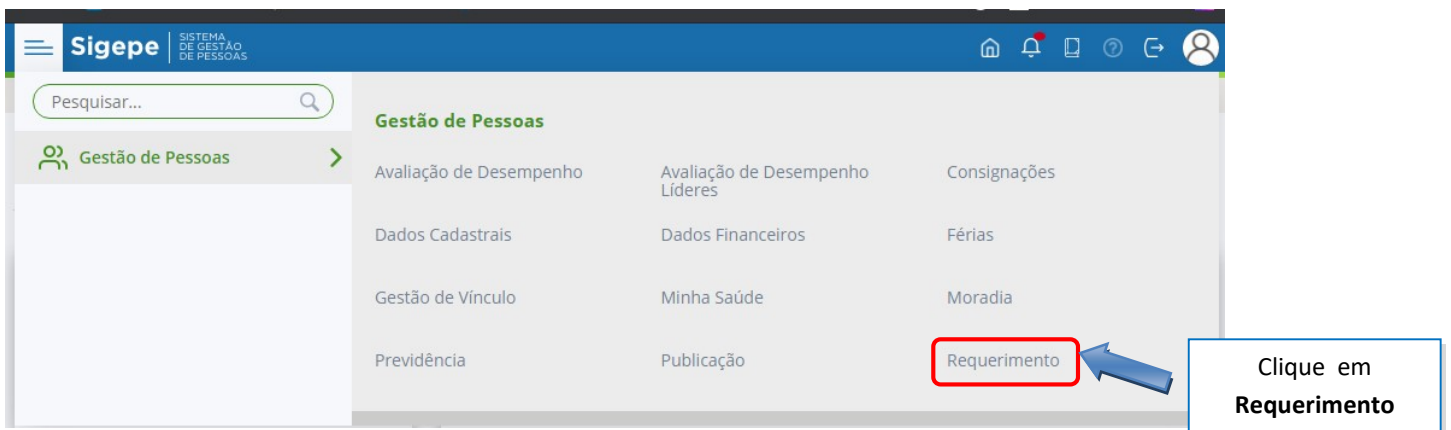 Sigepe
SISTEMA
DE GESTÃO
DE PESSOAS
Pesquisar...
Gestão de Pessoas
Gestão de Pessoas
Avaliação de Desempenho
Avaliação de Desempenho
Líderes
Consignações
Dados Cadastrais
Dados Financeiros
Férias
Gestão de Vínculo
Minha Saúde
Moradia
Previdência
Publicação
Requerimento
Clique em
Requerimento